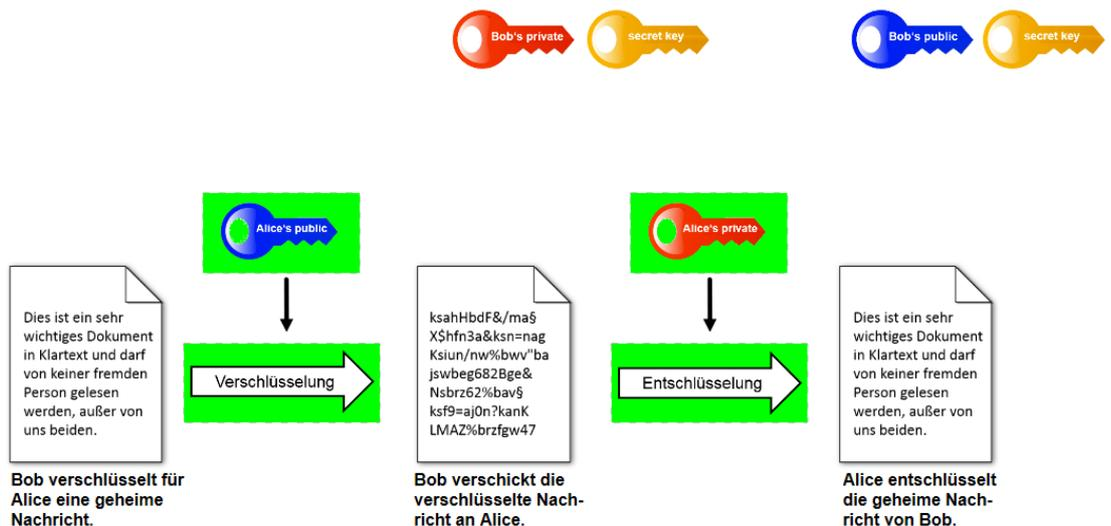 Bob's private
secret key
Bob's public
secret key
Alice's public
Alice's private
Dies ist ein sehr
wichtiges Dokument
in Klartext und darf
von keiner fremden
Person gelesen
werden, außer von
uns beiden.
Verschlüsselung
ksahHbdF&/ma§
X$hfn3a&ksn=nag
Ksiun/nw%bwv"ba
jswbeg682Bge&
Nsbrz62%bav§
ksf9=aj0n?kanK
LMAZ%brzfgw47
Entschlüsselung
Dies ist ein sehr
wichtiges Dokument
in Klartext und darf
von keiner fremden
Person gelesen
werden, außer von
uns beiden.
Bob verschlüsselt für
Alice eine geheime
Nachricht.
Bob verschickt die
verschlüsselte Nach-
richt an Alice.
Alice entschlüsselt
die geheime Nach-
richt von Bob.